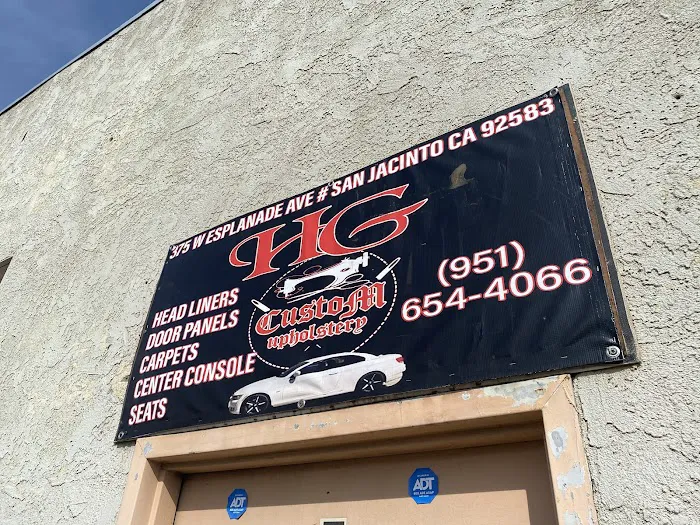 375 W ESPLANADE AVE # SAN JACINTO CA 92583
HG
CustoM
upholstery
HEAD LINERS
DOOR PANELS
CARPETS
CENTER CONSOLE
SEATS
(951)
654-4066
ADT
ADT